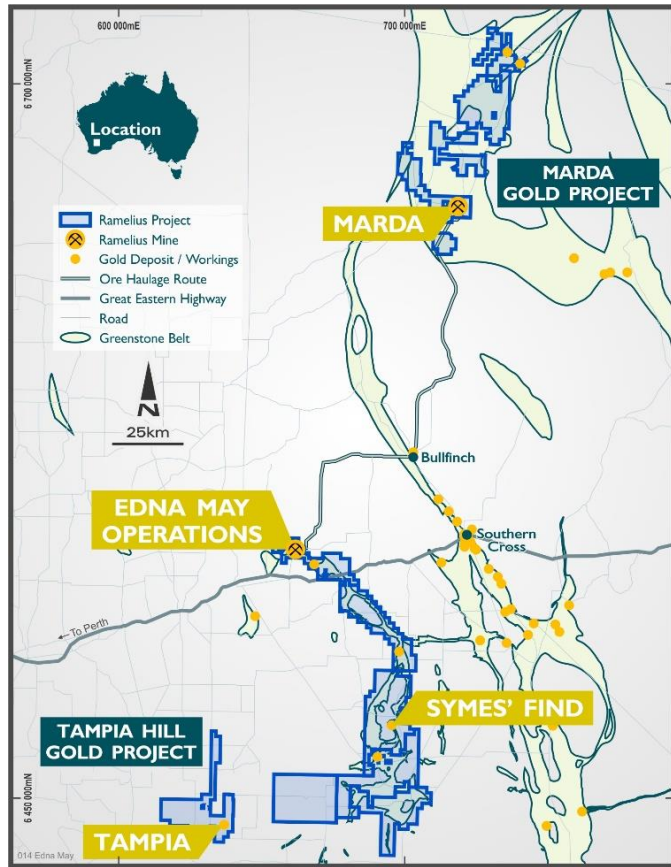 600 000mE
700 000mE
6 700 000mN
Location
MARDA
GOLD PROJECT
MARDA
Ramelius Project
Ramelius Mine
Gold Deposit / Workings
Ore Haulage Route
Great Eastern Highway
Road
Greenstone Belt
N
25km
Bullfinch
EDNA MAY
OPERATIONS
Southern
Cross
To Perth
SYMES' FIND
TAMPIA HILL
GOLD PROJECT
6 450 000mN
TAMPIA
014 Edna May